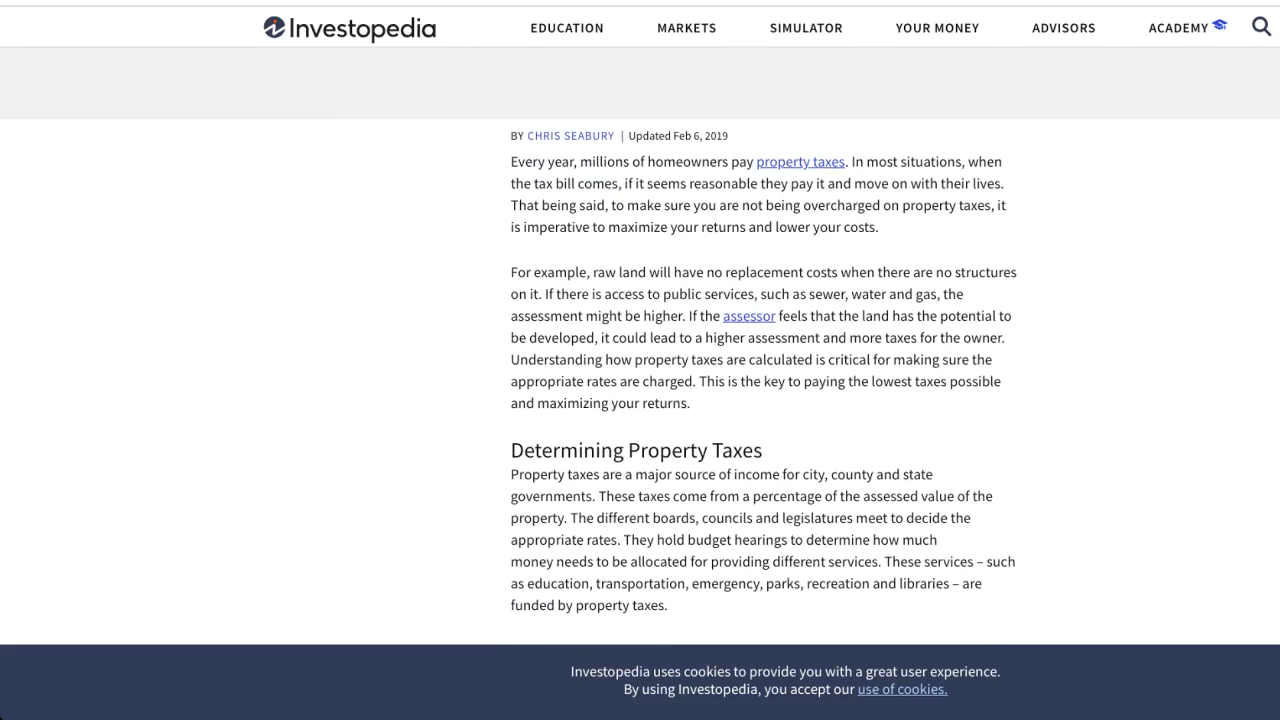 Investopedia EDUCATION MARKETS SIMULATOR YOUR MONEY ADVISORS ACADEMY
BY CHRIS SEABURY | Updated Feb 6, 2019
Every year, millions of homeowners pay property taxes. In most situations, when
the tax bill comes, if it seems reasonable they pay it and move on with their lives.
That being said, to make sure you are not being overcharged on property taxes, it
is imperative to maximize your returns and lower your costs.
For example, raw land will have no replacement costs when there are no structures
on it. If there is access to public services, such as sewer, water and gas, the
assessment might be higher. If the assessor feels that the land has the potential to
be developed, it could lead to a higher assessment and more taxes for the owner.
Understanding how property taxes are calculated is critical for making sure the
appropriate rates are charged. This is the key to paying the lowest taxes possible
and maximizing your returns.
Determining Property Taxes
Property taxes are a major source of income for city, county and state
governments. These taxes come from a percentage of the assessed value of the
property. The different boards, councils and legislatures meet to decide the
appropriate rates. They hold budget hearings to determine how much
money needs to be allocated for providing different services. These services – such
as education, transportation, emergency, parks, recreation and libraries – are
funded by property taxes.
Investopedia uses cookies to provide you with a great user experience.
By using Investopedia, you accept our use of cookies.